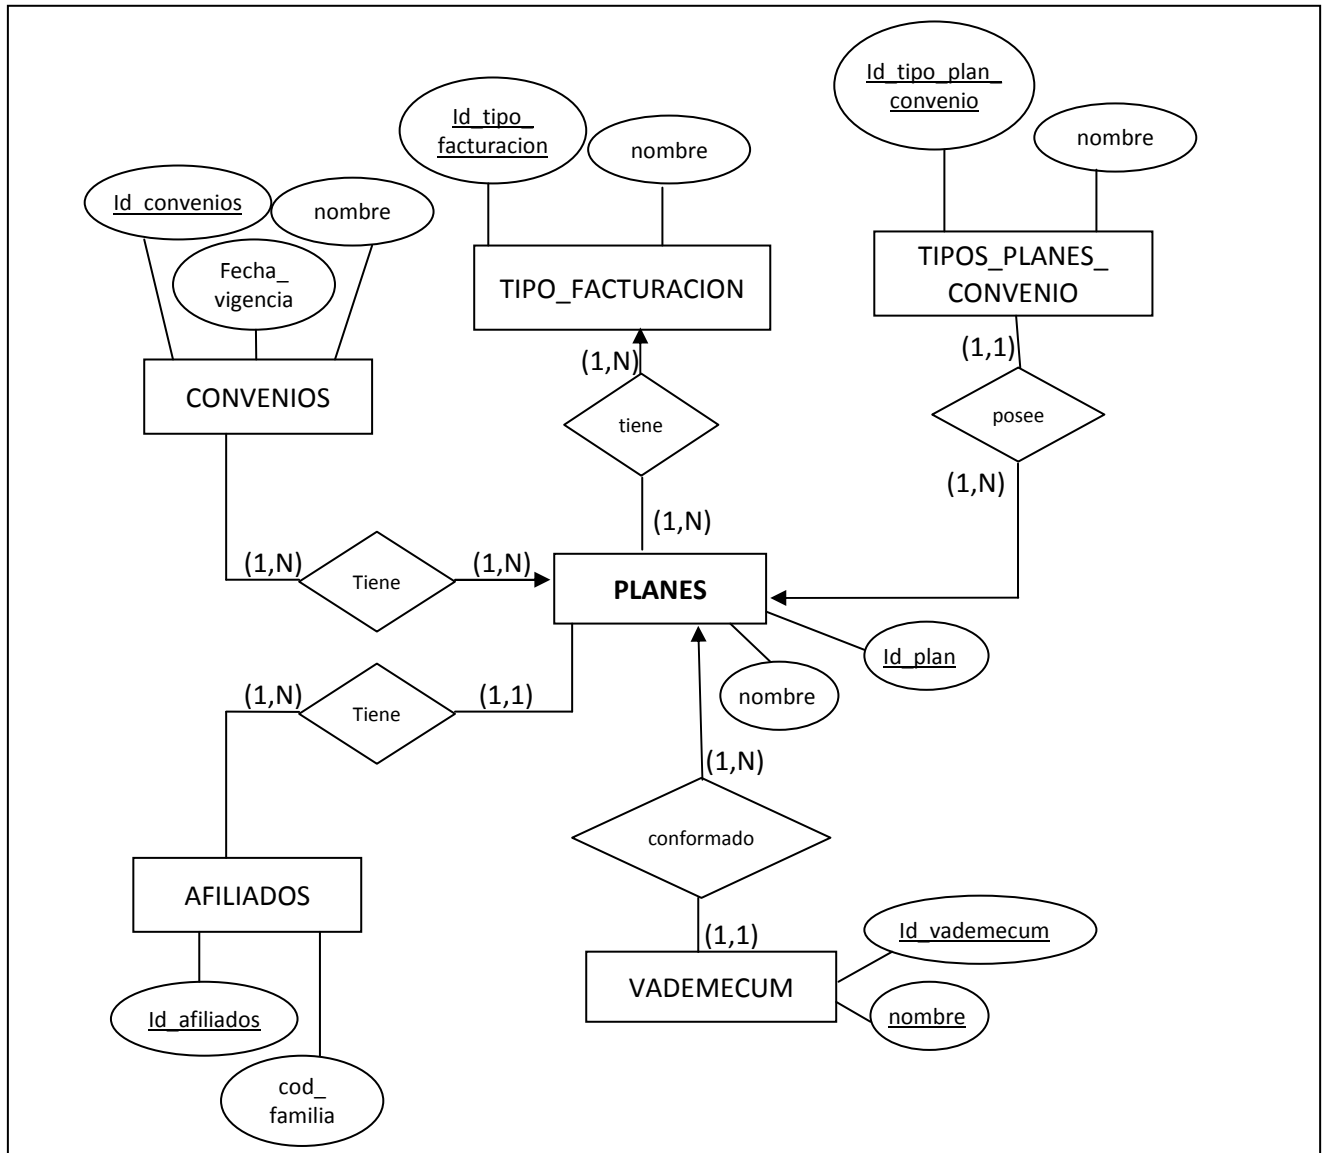 Id_tipo_plan_
convenio
Id_tipo_
facturacion
nombre
nombre
Id_convenios
nombre
Fecha_
vigencia
TIPO_FACTURACION
TIPOS_PLANES_
CONVENIO
CONVENIOS
(1,N)
(1,1)
tiene
posee
(1,N)
(1,N)
(1,N)
Tiene
(1,N)
PLANES
Id_plan
nombre
(1,N)
Tiene
(1,1)
(1,N)
conformado
(1,1)
AFILIADOS
VADEMECUM
Id_vademecum
nombre
Id_afiliados
cod_
familia